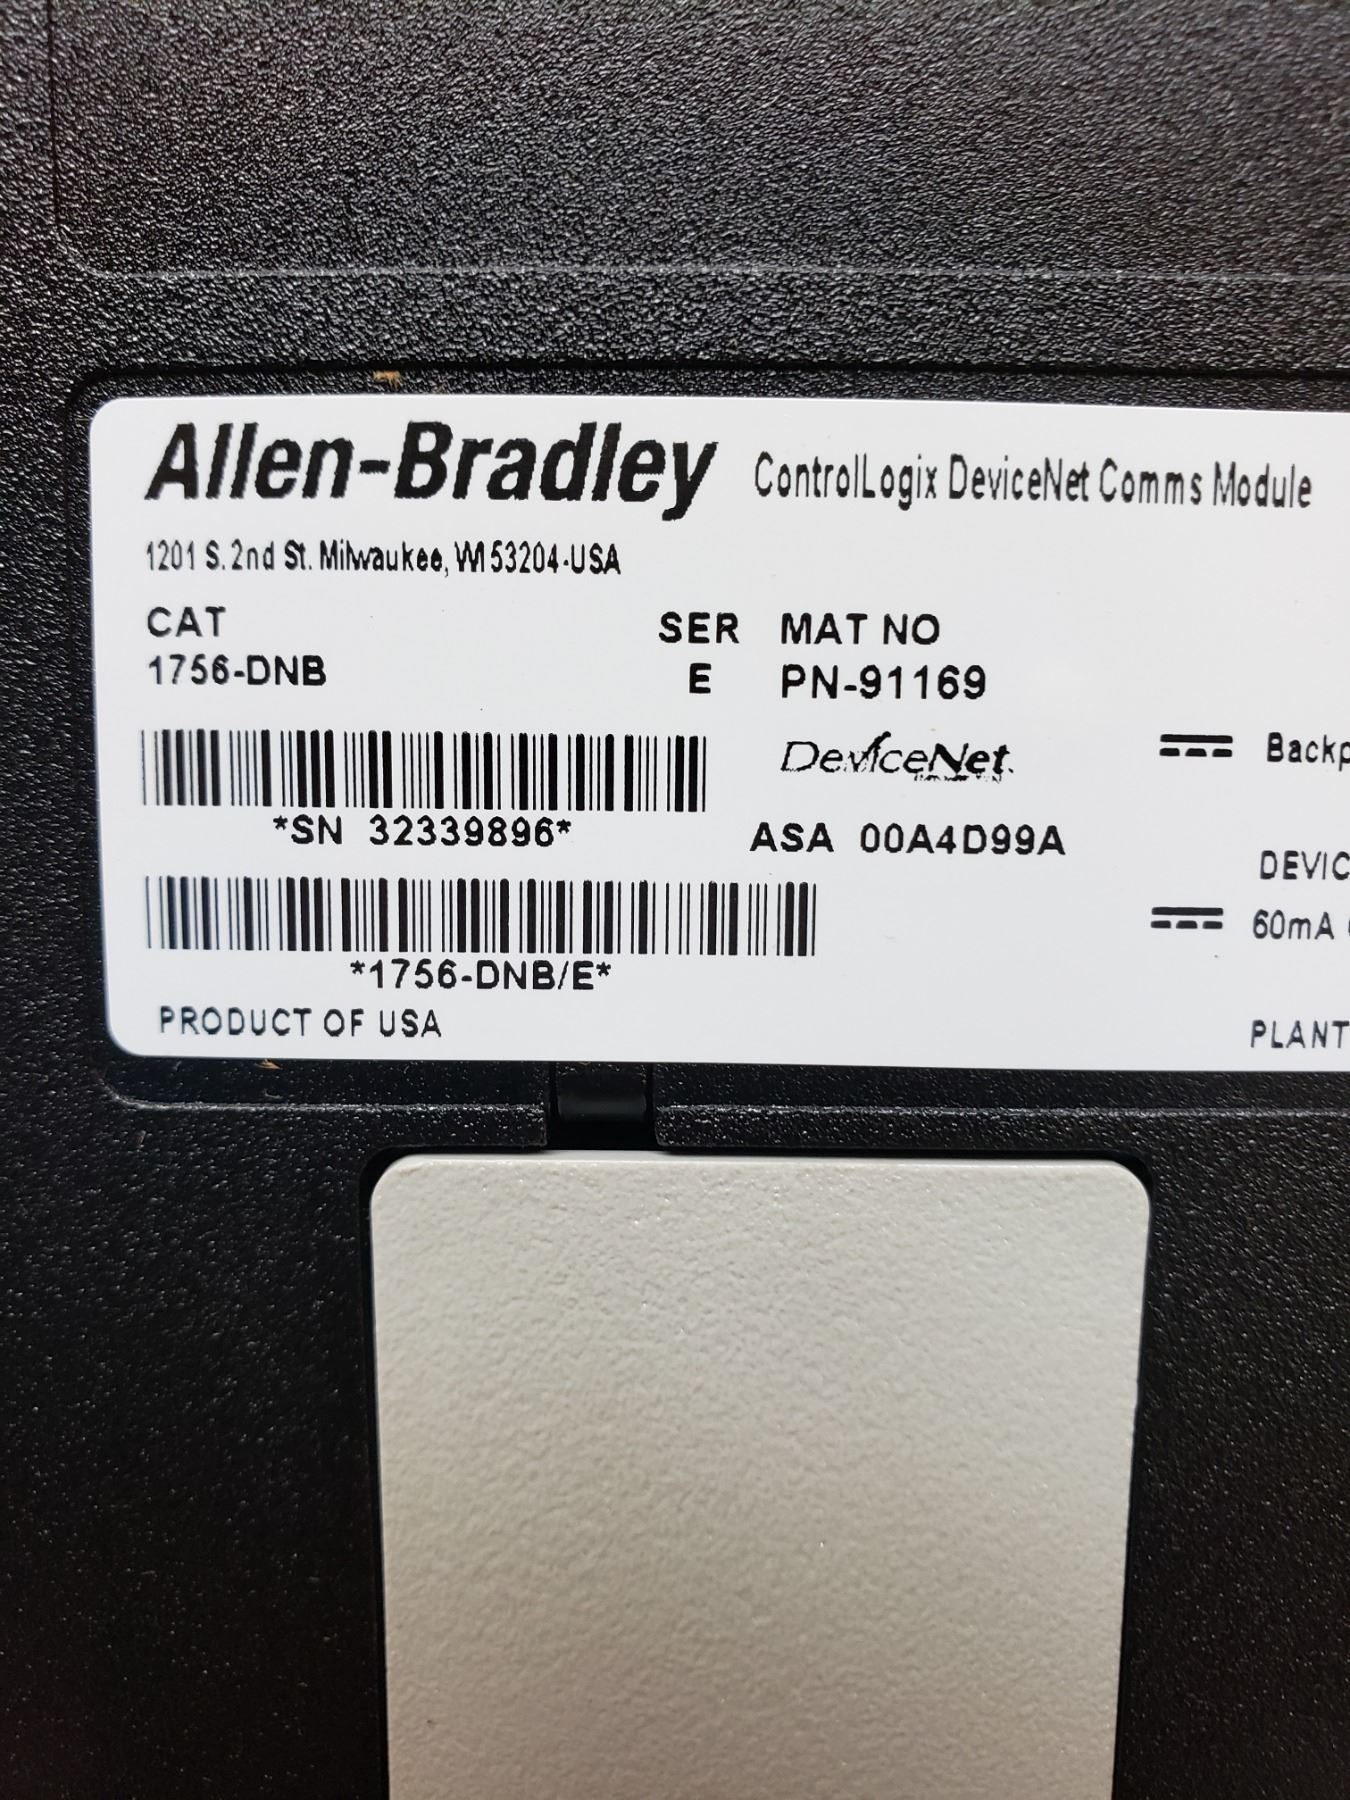 Allen-Bradley ControlLogix DeviceNet Comms Module
1201 S. 2nd St. Milwaukee, WI 53204-USA
CAT SER MAT NO
1756-DNB E PN-91169
DeviceNet. Backp
*SN 32339896* ASA 00A4D99A
DEVIC
60mA
*1756-DNB/E*
PRODUCT OF USA PLANT